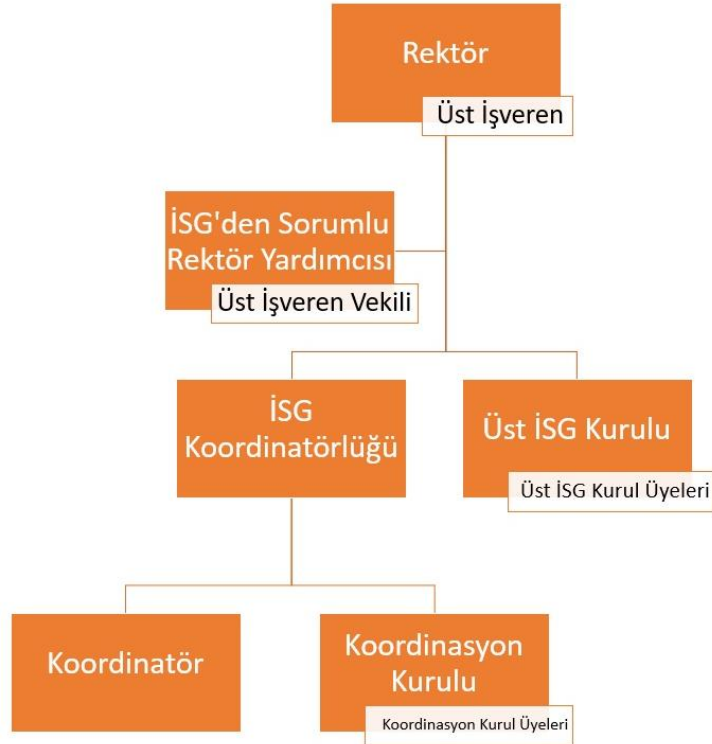 Rektör
Üst İşveren
İSG'den Sorumlu
Rektör Yardımcısı
Üst İşveren Vekili
İSG
Koordinatörlüğü
Üst İSG Kurulu
Üst İSG Kurul Üyeleri
Koordinatör
Koordinasyon
Kurulu
Koordinasyon Kurul Üyeleri